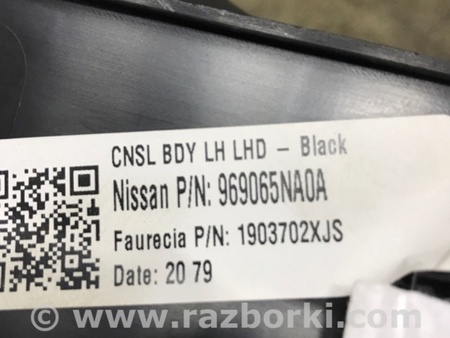 CNSL BDY LH LHD - Black
Nissan P/N: 969065NA0A
Faurecia P/N: 1903702XJS
Date: 20 79
© www.razborki.com